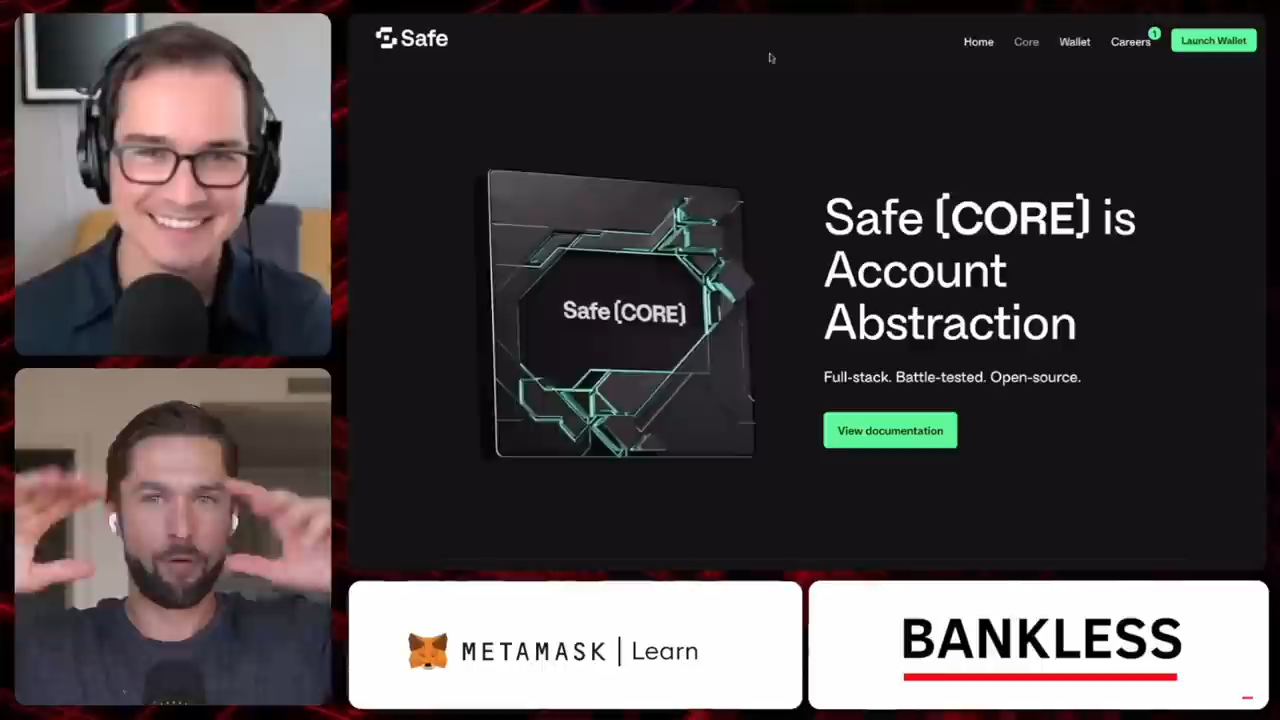 Safe
Home
Core
Wallet
Careers
1
Launch Wallet
Safe {CORE}
Safe {CORE} is
Account
Abstraction
Full-stack. Battle-tested. Open-source.
View documentation
METAMASK | Learn
BANKLESS